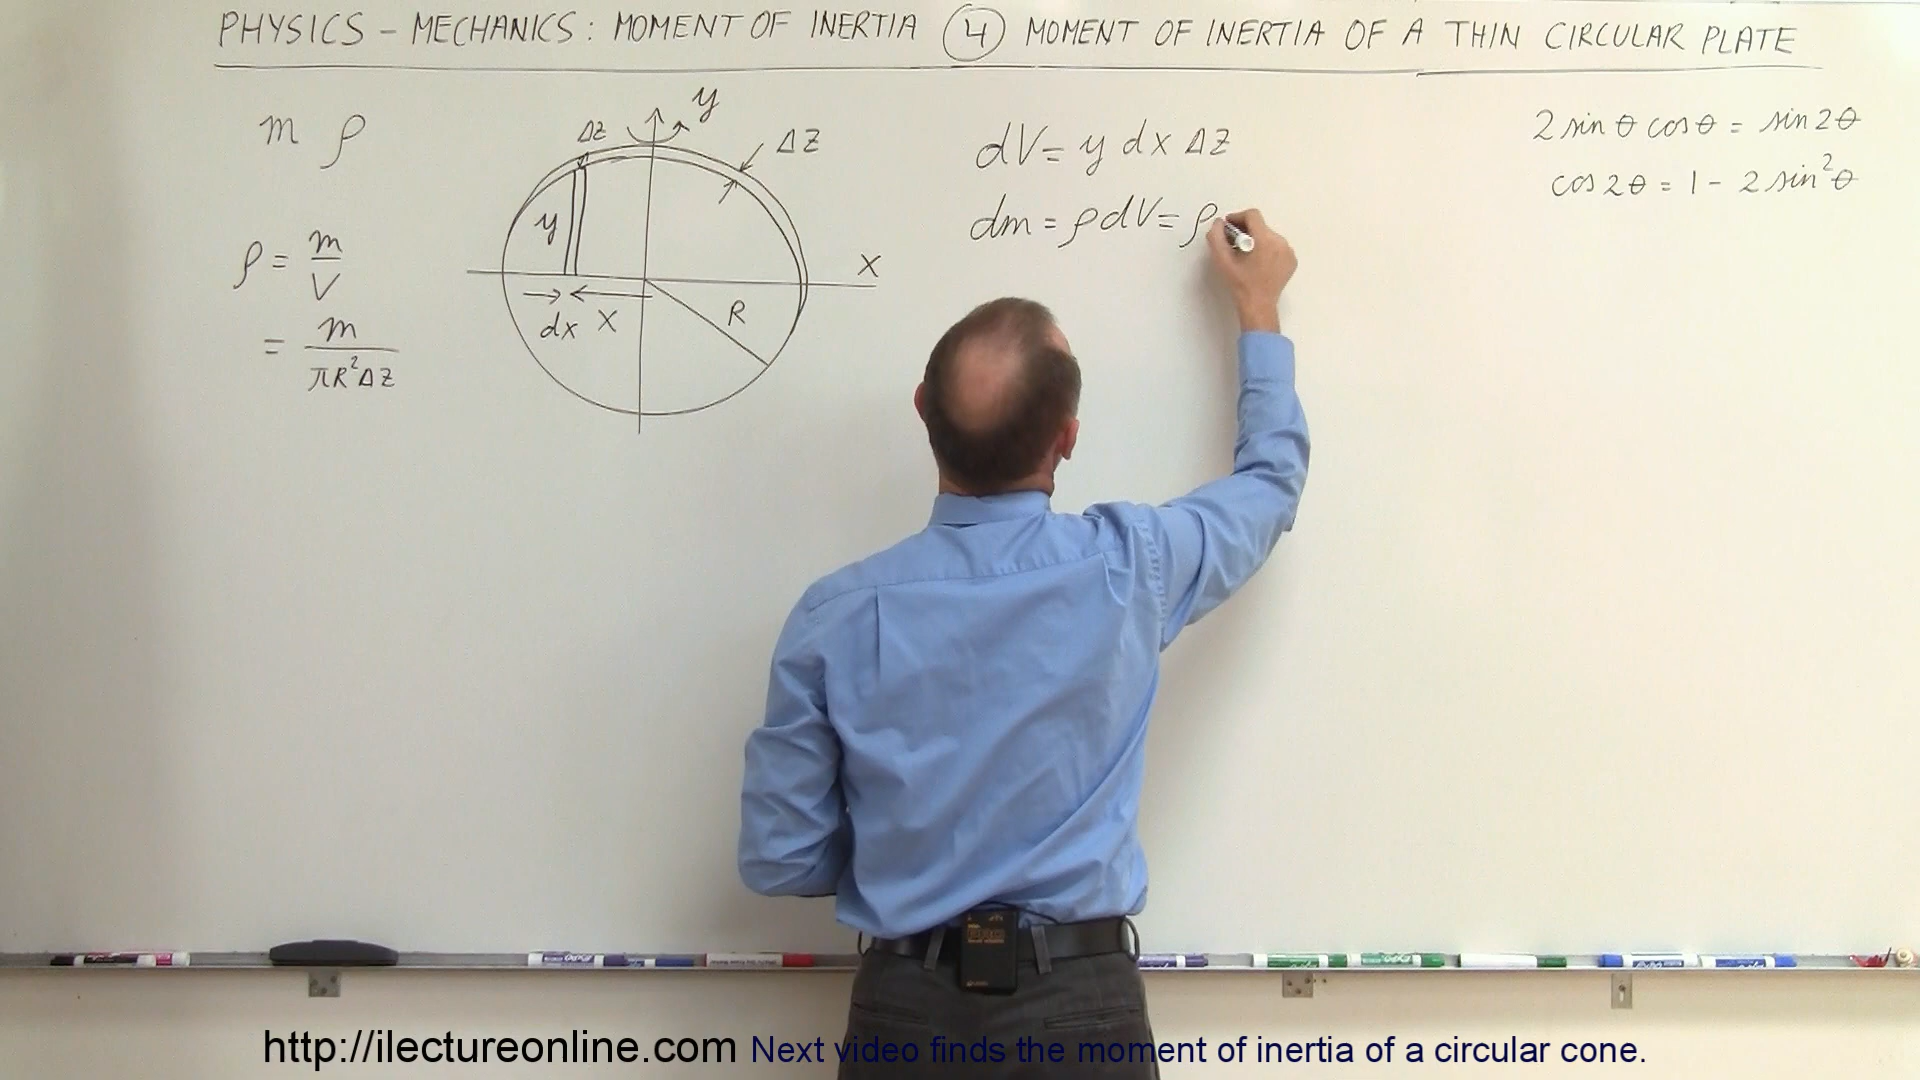 PHYSICS - MECHANICS: MOMENT OF INERTIA (4) MOMENT OF INERTIA OF A THIN CIRCULAR PLATE
m ρ
ρ = m/V
= m/πR²ΔZ
y
ΔZ
ΔZ
y
X
dx X
R
dV = y dx ΔZ
dm = ρdV = ρ
2 sin θ cos θ = sin 2θ
cos 2θ = 1 - 2 sin²θ
http://ilectureonline.com Next video finds the moment of inertia of a circular cone.